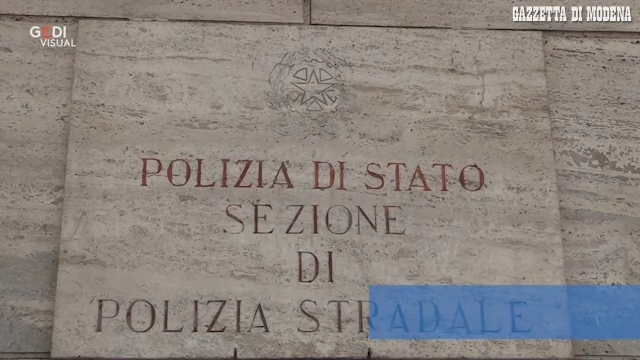 GEDI
VISUAL
GAZZETTA DI MODENA
POLIZIA DI STATO
SEZIONE
DI
POLIZIA STRADALE